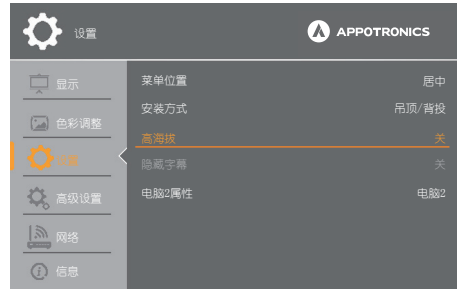 设置
APPOTRONICS
显示
色彩调整
设置
高级设置
网络
信息
菜单位置 居中
安装方式 吊顶/背投
高海拔 关
隐藏字幕 关
电脑2属性 电脑2